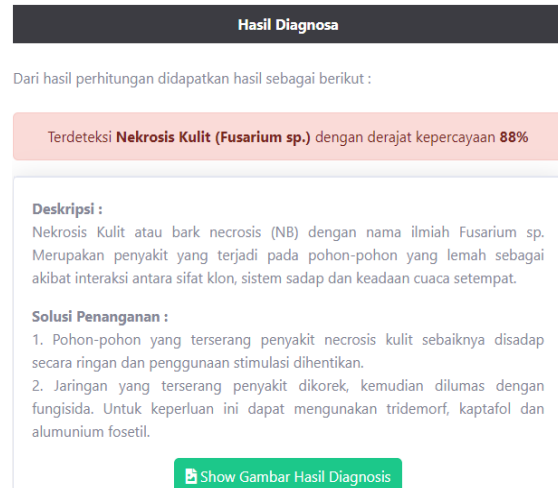 Hasil Diagnosa
Dari hasil perhitungan didapatkan hasil sebagai berikut :
Terdeteksi Nekrosis Kulit (Fusarium sp.) dengan derajat kepercayaan 88%
Deskripsi :
Nekrosis Kulit atau bark necrosis (NB) dengan nama ilmiah Fusarium sp.
Merupakan penyakit yang terjadi pada pohon-pohon yang lemah sebagai
akibat interaksi antara sifat klon, sistem sadap dan keadaan cuaca setempat.
Solusi Penanganan :
1. Pohon-pohon yang terserang penyakit necrosis kulit sebaiknya disadap
secara ringan dan penggunaan stimulasi dihentikan.
2. Jaringan yang terserang penyakit dikorek, kemudian dilumas dengan
fungisida. Untuk keperluan ini dapat mengunakan tridemorf, kaptafol dan
alumunium fosetil.
Show Gambar Hasil Diagnosis